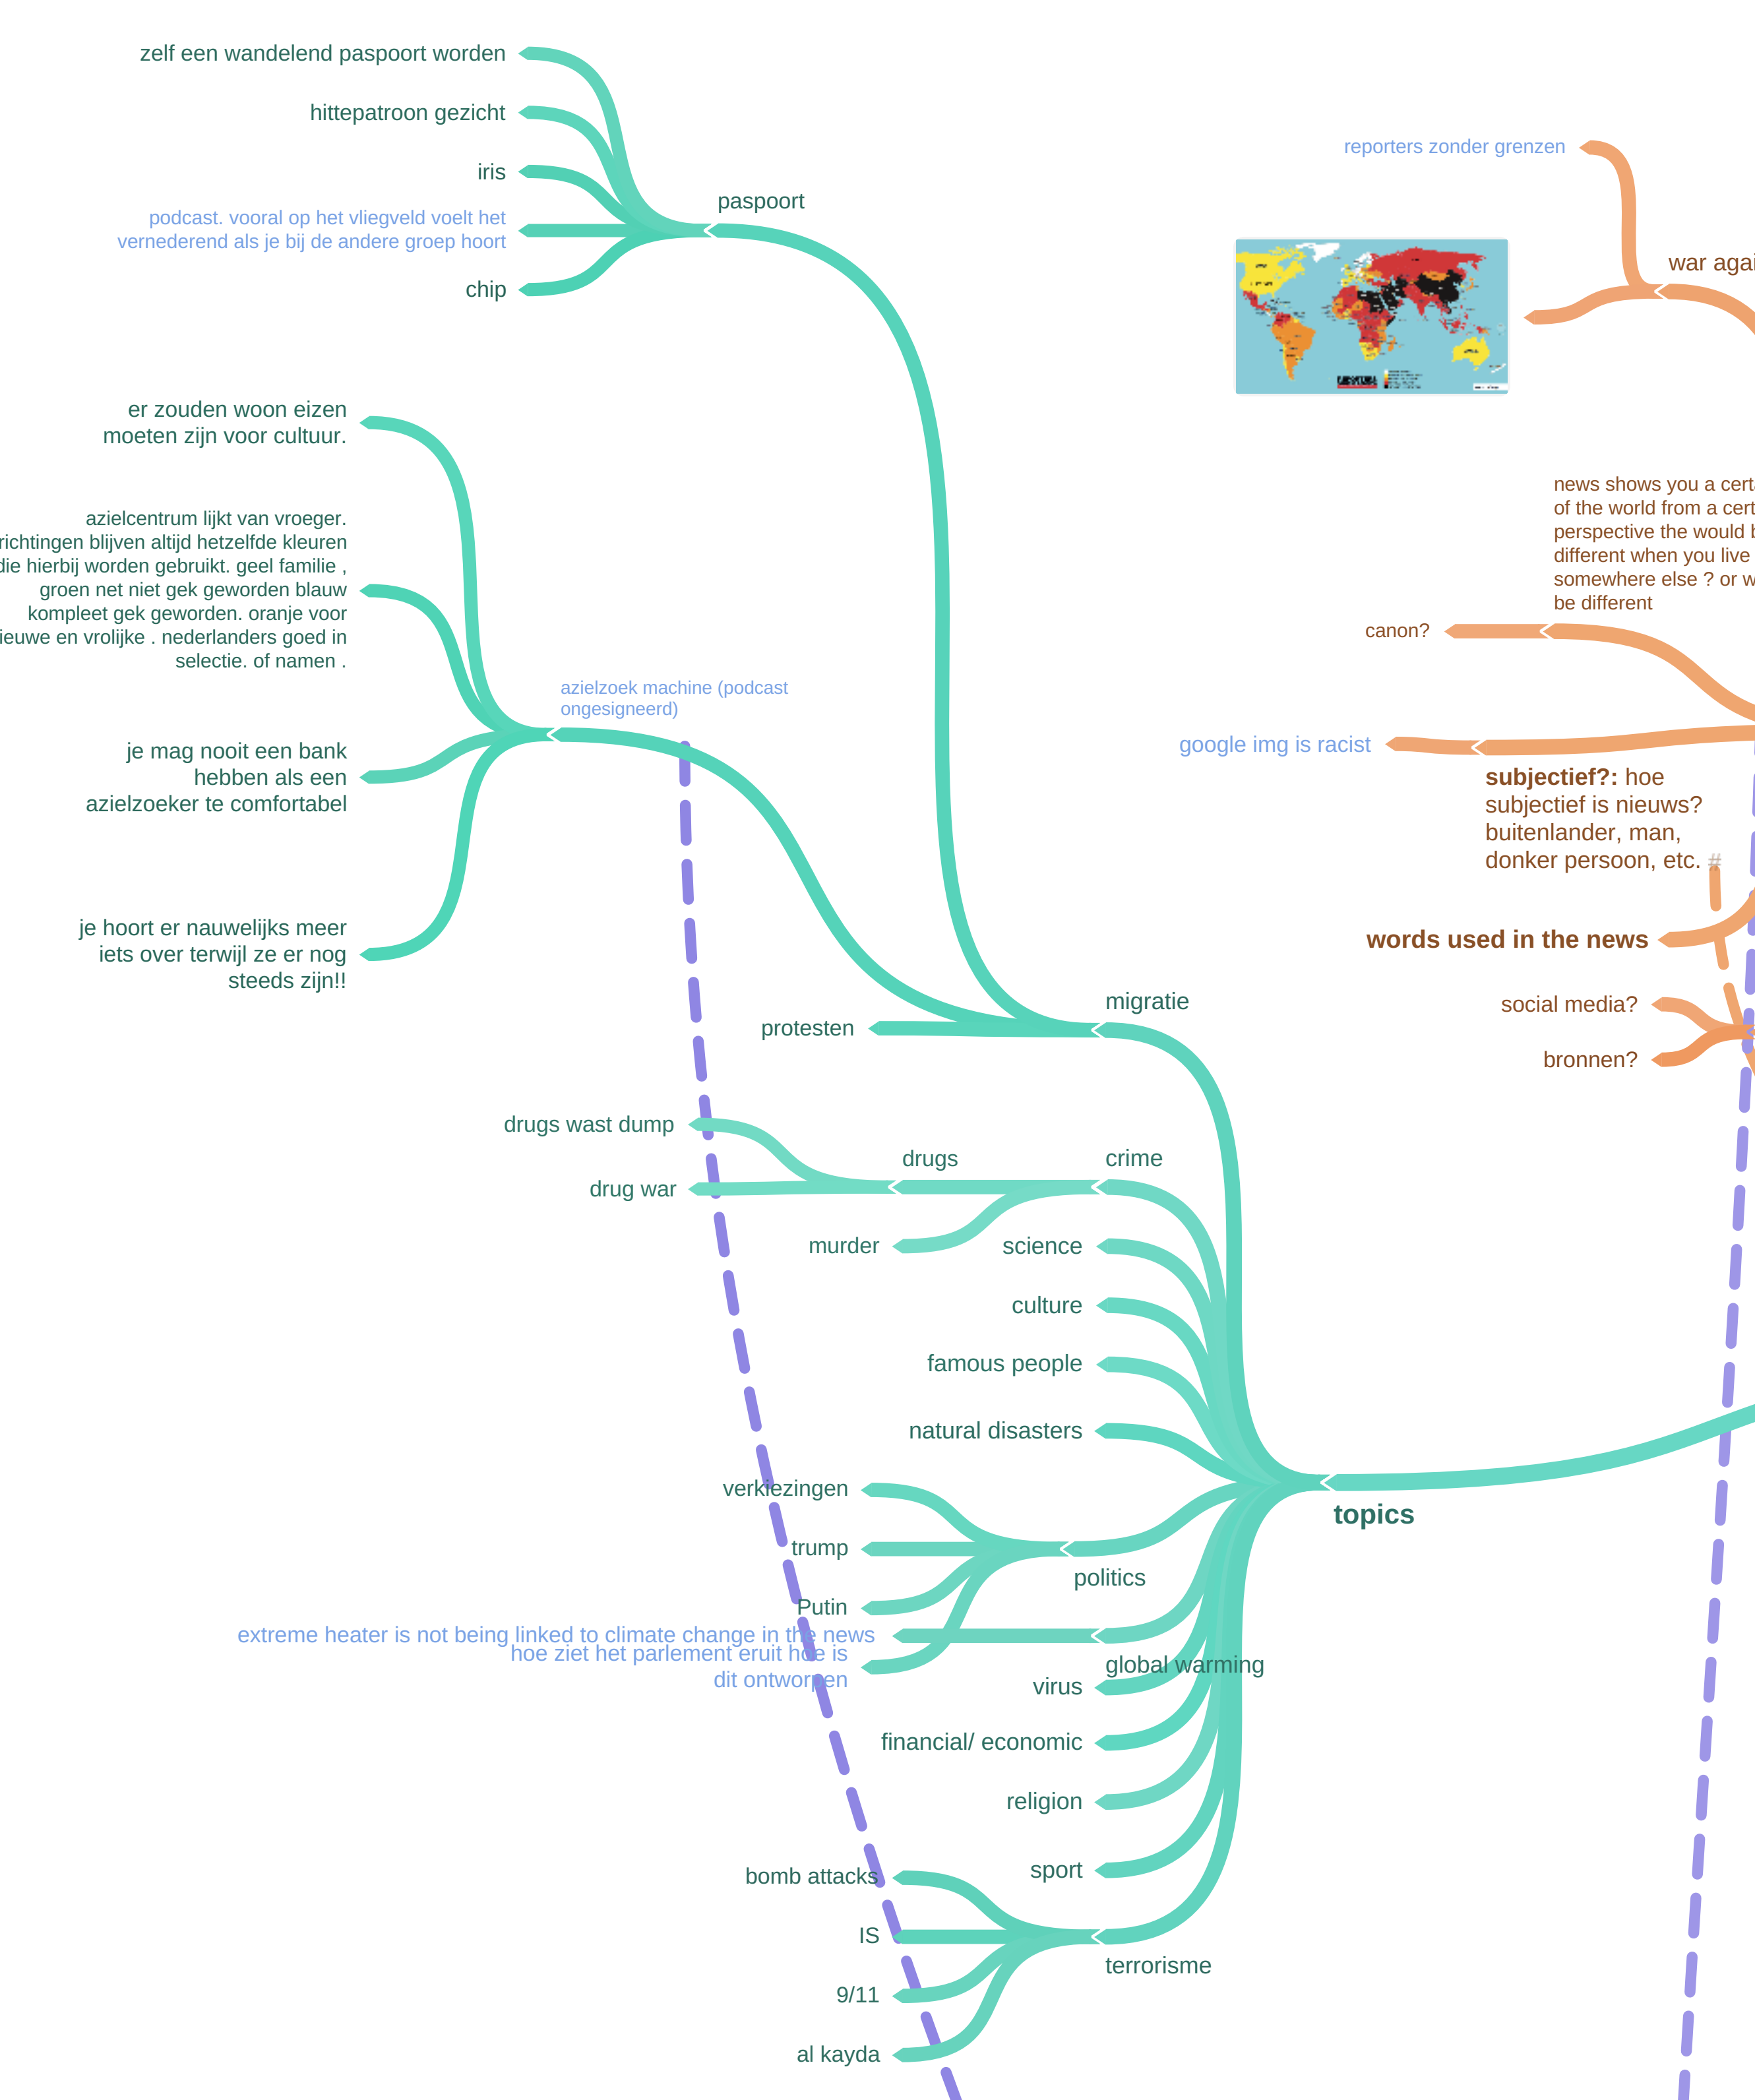 zelf een wandelend paspoort worden
hittepatroon gezicht
iris
podcast. vooral op het vliegveld voelt het
vernederend als je bij de andere groep hoort
chip
paspoort
er zouden woon eizen
moeten zijn voor cultuur.
azielcentrum lijkt van vroeger.
richtingen blijven altijd hetzelfde kleuren
die hierbij worden gebruikt. geel familie ,
groen net niet gek geworden blauw
kompleet gek geworden. oranje voor
ieuwe en vrolijke . nederlanders goed in
selectie. of namen .
je mag nooit een bank
hebben als een
azielzoeker te comfortabel
je hoort er nauwelijks meer
iets over terwijl ze er nog
steeds zijn!!
azielzoek machine (podcast
ongesigneerd)
protesten
migratie
drugs wast dump
drug war
drugs
murder
crime
science
culture
famous people
natural disasters
verkiezingen
trump
Putin
hoe ziet het parlement eruit hoe is
dit ontworpen
politics
extreme heater is not being linked to climate change in the news
global warming
virus
financial/ economic
religion
sport
bomb attacks
IS
9/11
al kayda
terrorisme
topics
reporters zonder grenzen
war agai
news shows you a certa
of the world from a cert
perspective the would b
different when you live
somewhere else ? or w
be different
canon?
google img is racist
subjectief?: hoe
subjectief is nieuws?
buitenlander, man,
donker persoon, etc. #
words used in the news
social media?
bronnen?